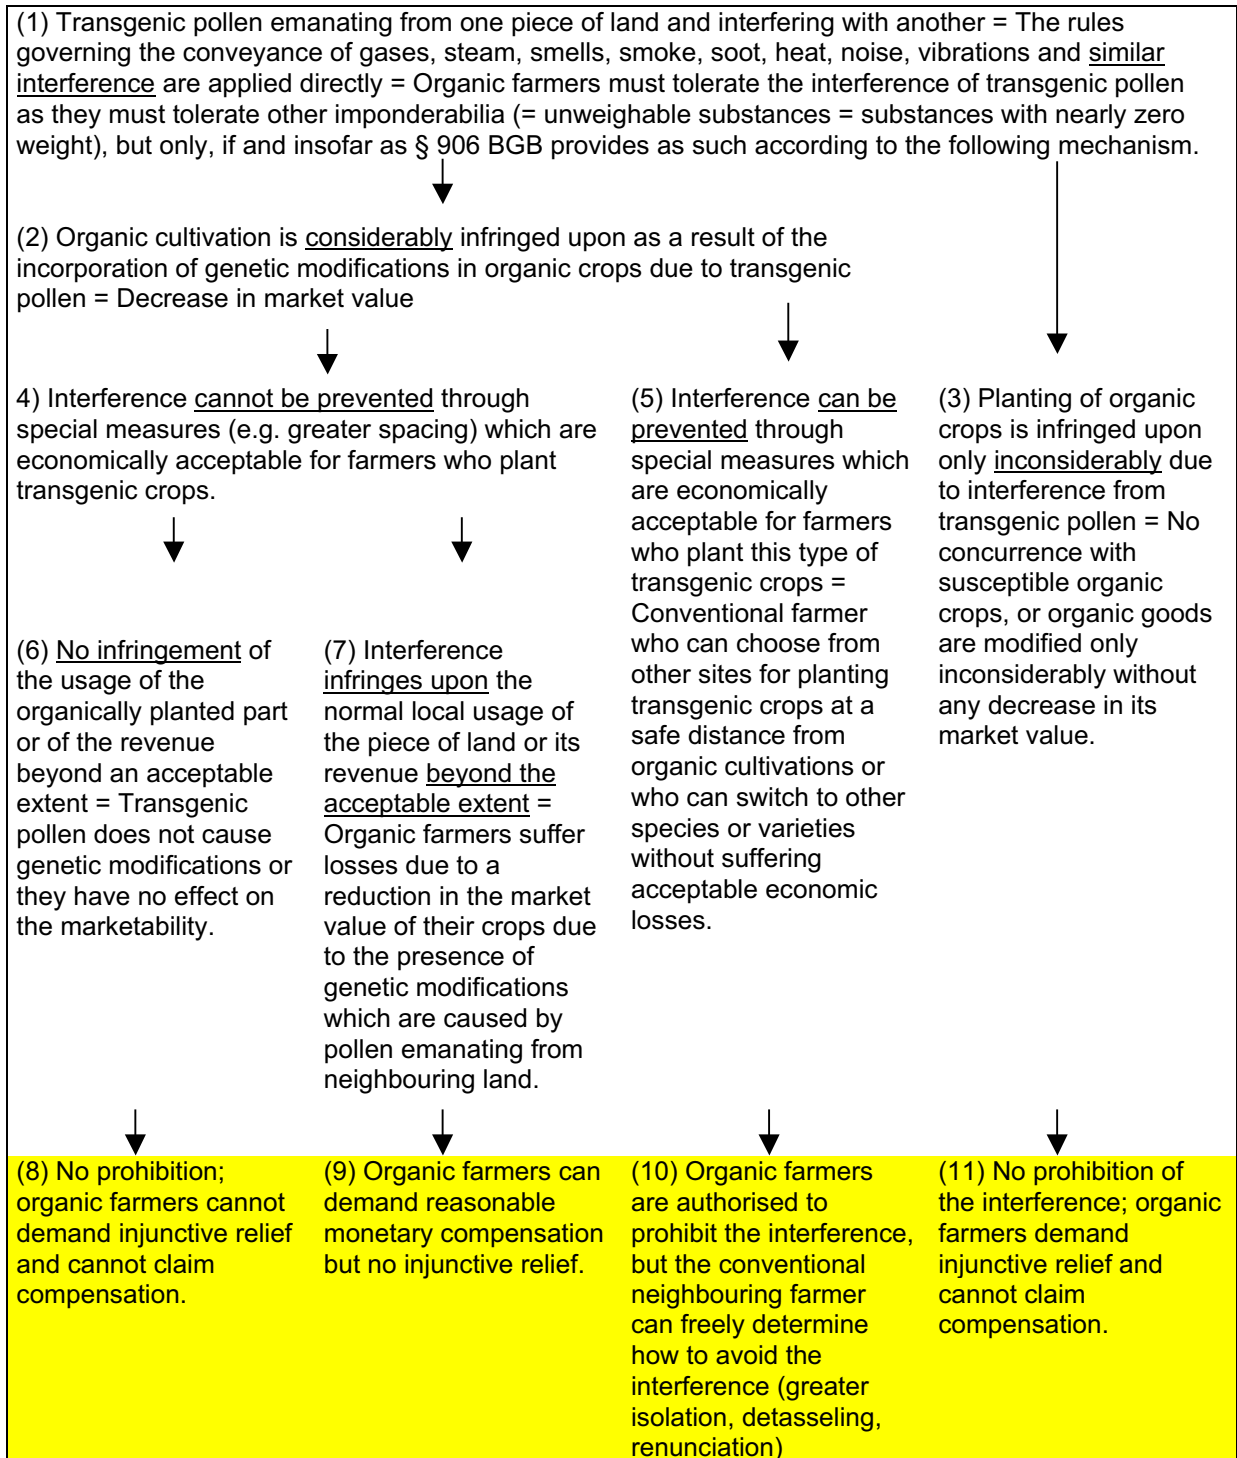 (1) Transgenic pollen emanating from one piece of land and interfering with another = The rules
governing the conveyance of gases, steam, smells, smoke, soot, heat, noise, vibrations and similar
interference are applied directly = Organic farmers must tolerate the interference of transgenic pollen
as they must tolerate other imponderabilia (= unweighable substances = substances with nearly zero
weight), but only, if and insofar as § 906 BGB provides as such according to the following mechanism.
(2) Organic cultivation is considerably infringed upon as a result of the
incorporation of genetic modifications in organic crops due to transgenic
pollen = Decrease in market value
4) Interference cannot be prevented through
special measures (e.g. greater spacing) which are
economically acceptable for farmers who plant
transgenic crops.
(5) Interference can be
prevented through
special measures which
are economically
acceptable for farmers
who plant this type of
transgenic crops =
Conventional farmer
who can choose from
other sites for planting
transgenic crops at a
safe distance from
organic cultivations or
who can switch to other
species or varieties
without suffering
acceptable economic
losses.
(3) Planting of organic
crops is infringed upon
only inconsiderably due
to interference from
transgenic pollen = No
concurrence with
susceptible organic
crops, or organic goods
are modified only
inconsiderably without
any decrease in its
market value.
(6) No infringement of
the usage of the
organically planted part
or of the revenue
beyond an acceptable
extent = Transgenic
pollen does not cause
genetic modifications or
they have no effect on
the marketability.
(7) Interference
infringes upon the
normal local usage of
the piece of land or its
revenue beyond the
acceptable extent =
Organic farmers suffer
losses due to a
reduction in the market
value of their crops due
to the presence of
genetic modifications
which are caused by
pollen emanating from
neighbouring land.
(8) No prohibition;
organic farmers cannot
demand injunctive relief
and cannot claim
compensation.
(9) Organic farmers can
demand reasonable
monetary compensation
but no injunctive relief.
(10) Organic farmers
are authorised to
prohibit the interference,
but the conventional
neighbouring farmer
can freely determine
how to avoid the
interference (greater
isolation, detasseling,
renunciation)
(11) No prohibition of
the interference; organic
farmers demand
injunctive relief and
cannot claim
compensation.